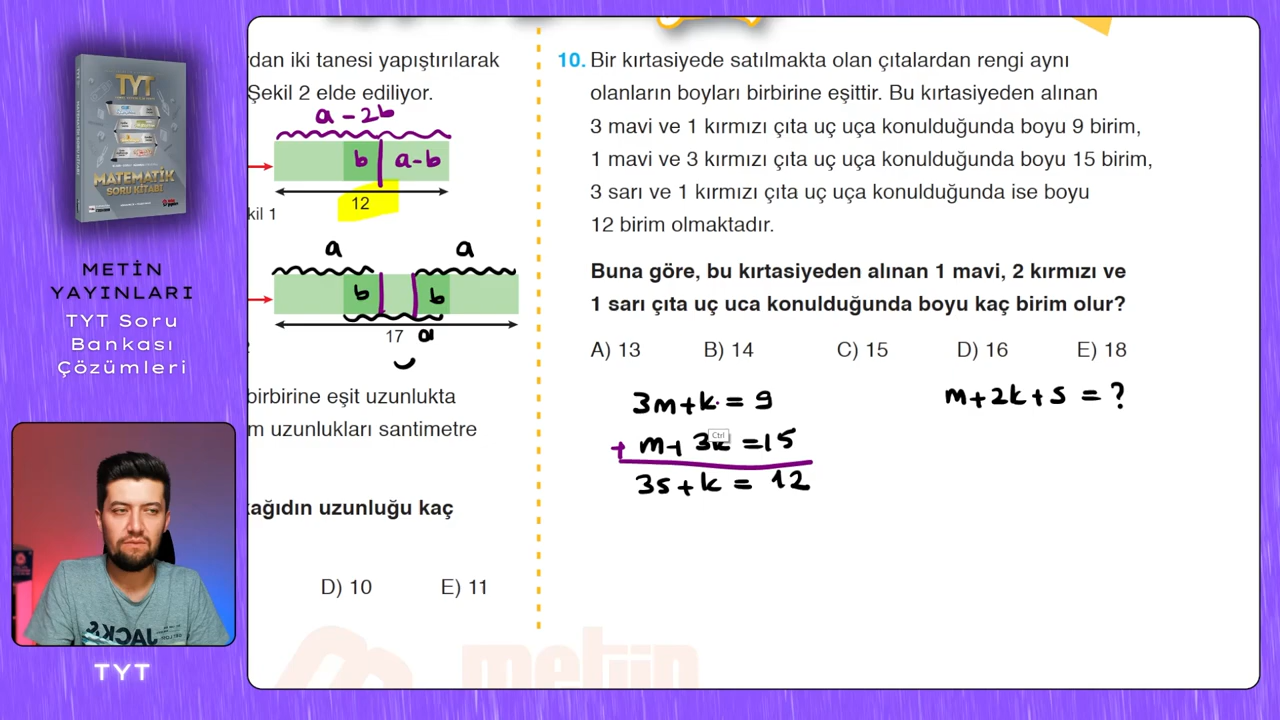 TYT
MATEMATİK
SORU KİTABI
METİN
YAYINLARI
TYT Soru
Bankası
Çözümleri
TYT
dan iki tanesi yapıştırılarak
Şekil 2 elde ediliyor.
a - 2b
b
a - b
12
kil 1
a
a
b
b
17
a
birbirine eşit uzunlukta
m uzunlukları santimetre
kağıdın uzunluğu kaç
D) 10 E) 11
10. Bir kırtasiyede satılmakta olan çıtalardan rengi aynı
olanların boyları birbirine eşittir. Bu kırtasiyeden alınan
3 mavi ve 1 kırmızı çıta uç uça konulduğunda boyu 9 birim,
1 mavi ve 3 kırmızı çıta uç uça konulduğunda boyu 15 birim,
3 sarı ve 1 kırmızı çıta uç uça konulduğunda ise boyu
12 birim olmaktadır.
Buna göre, bu kırtasiyeden alınan 1 mavi, 2 kırmızı ve
1 sarı çıta uç uca konulduğunda boyu kaç birim olur?
A) 13 B) 14 C) 15 D) 16 E) 18
3m+k = 9
m+2k+s = ?
+ m+3k = 15
Ctrl
3s+k = 12
metin